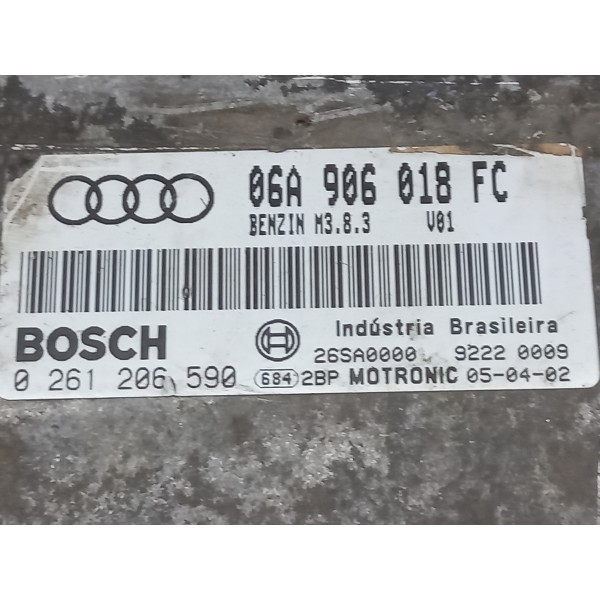 06A 906 018 FC
BENZIN M3.8.3 V01
BOSCH Indústria Brasileira
26SA0000 9222 0009
0 261 206 590 684 2BP MOTRONIC 05-04-02